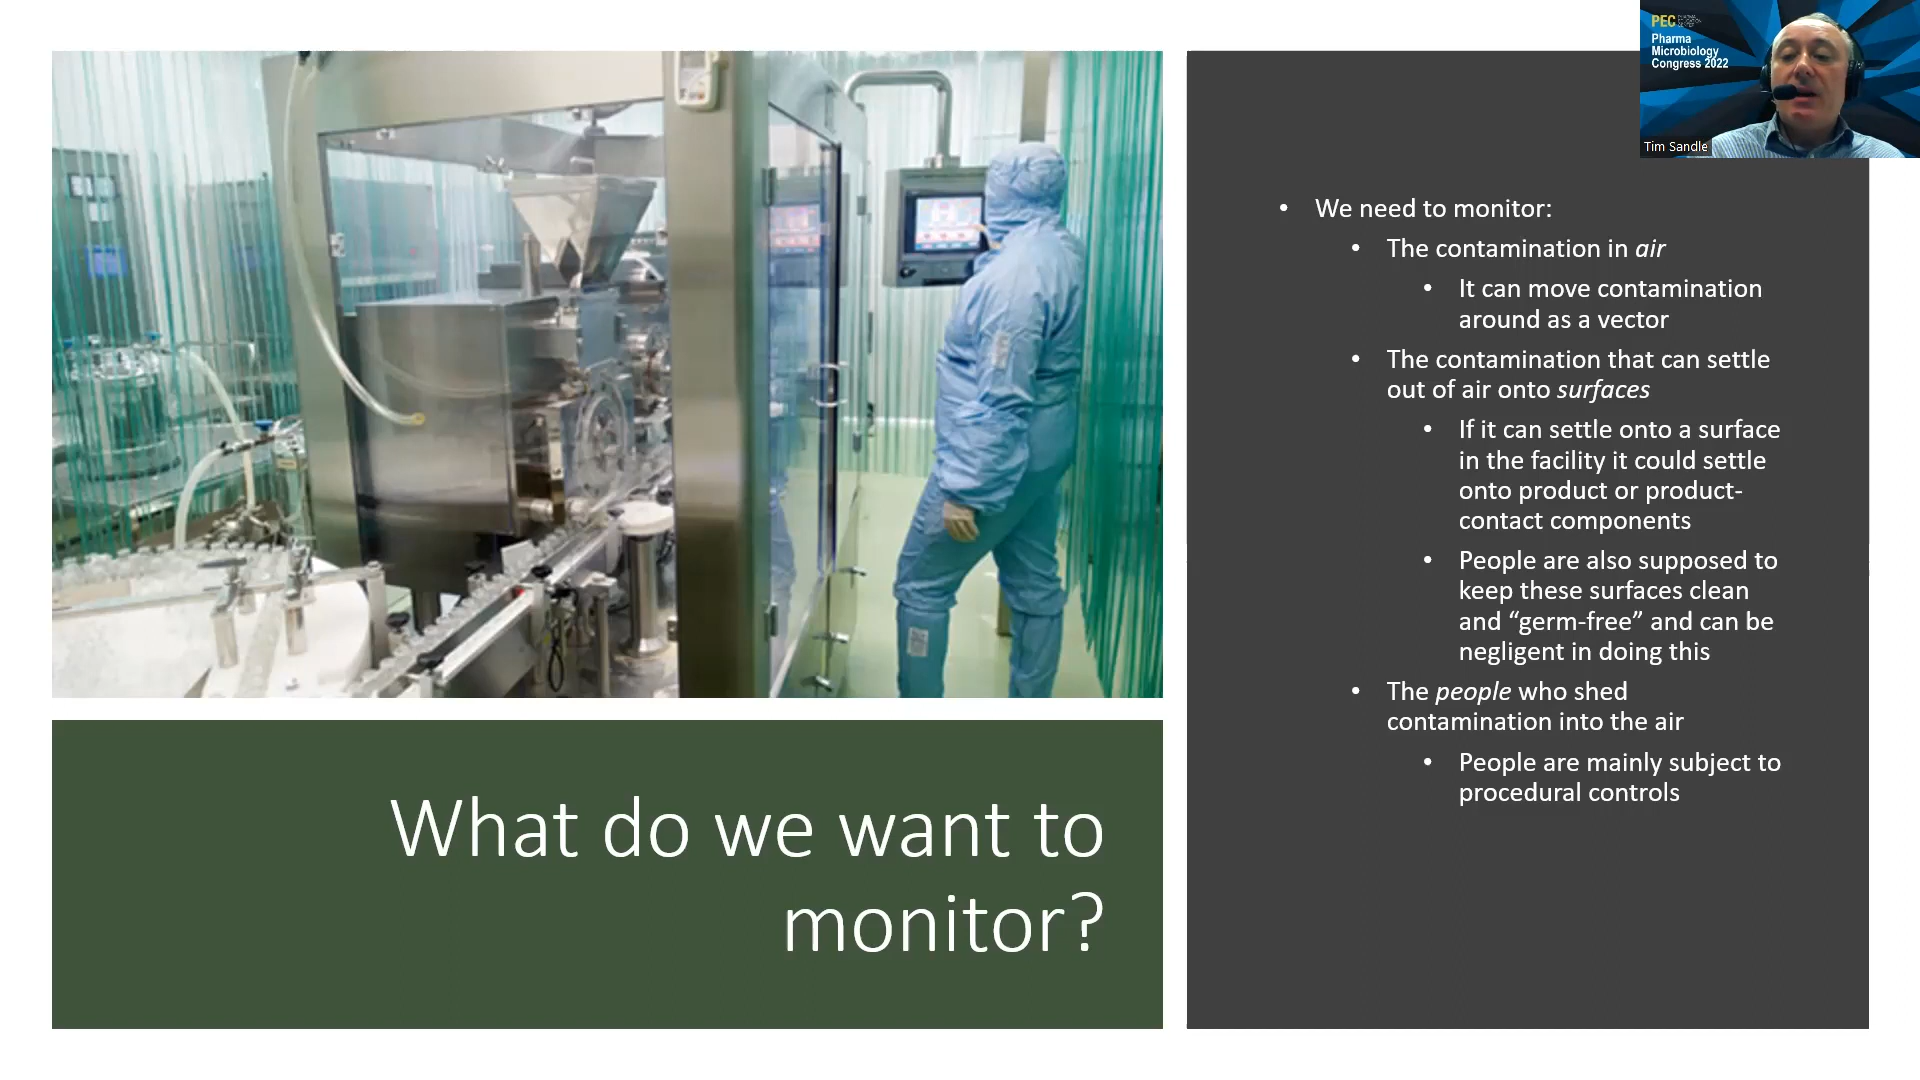 PEC
Pharma
Microbiology
Congress 2022
Tim Sandle
• We need to monitor:
• The contamination in air
• It can move contamination
around as a vector
• The contamination that can settle
out of air onto surfaces
• If it can settle onto a surface
in the facility it could settle
onto product or product-
contact components
• People are also supposed to
keep these surfaces clean
and “germ-free” and can be
negligent in doing this
• The people who shed
contamination into the air
• People are mainly subject to
procedural controls
What do we want to
monitor?